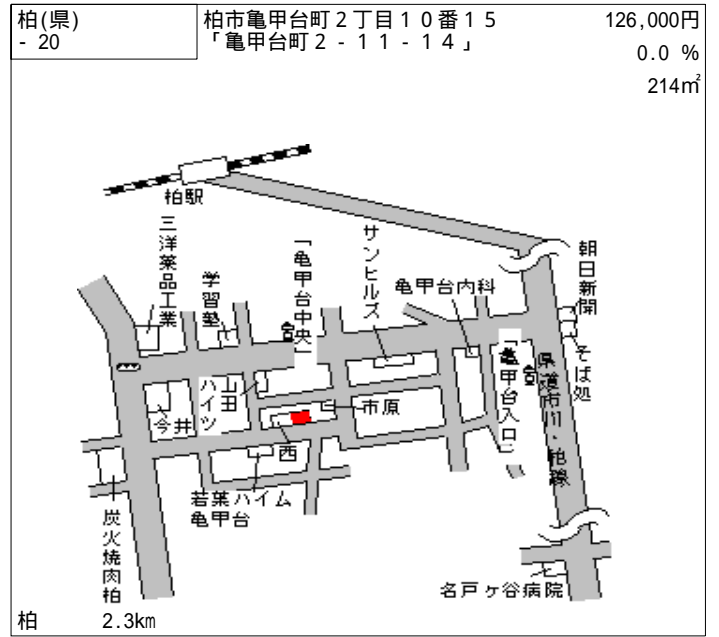 柏(県)
- 20
柏市亀甲台町２丁目１０番１５
「亀甲台町２‐１１‐１４」
126,000円
0.0 %
214㎡
柏駅
三洋薬品工業
学習塾
「亀甲台中央」
サンヒルズ
亀甲台内科
朝日新聞
そば処
「亀甲台入口」
県道市川・柏線
山田
ハイツ
今井
市原
西
若葉ハイム
亀甲台
炭火焼肉柏
名戸ヶ谷病院
柏
2.3km